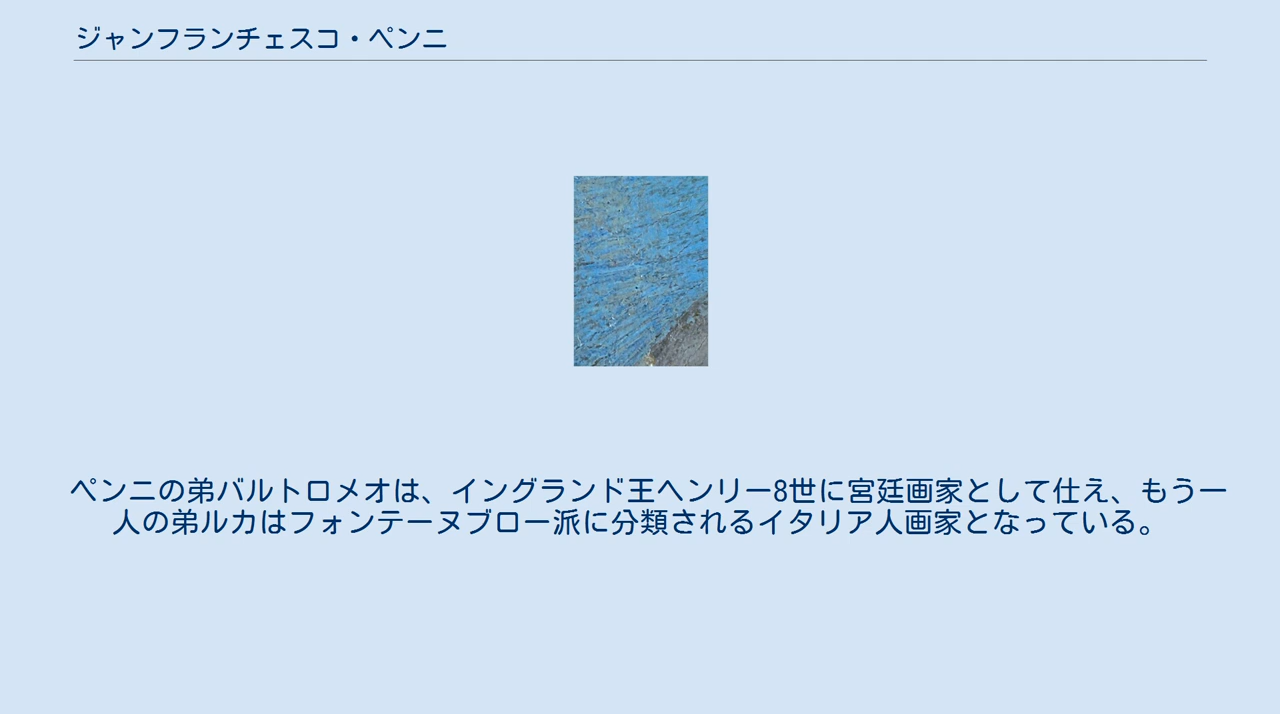 ジャンフランチェスコ・ペンニ
ペンニの弟バルトロメオは、イングランド王ヘンリー8世に宮廷画家として仕え、もう一
人の弟ルカはフォンテーヌブロー派に分類されるイタリア人画家となっている。